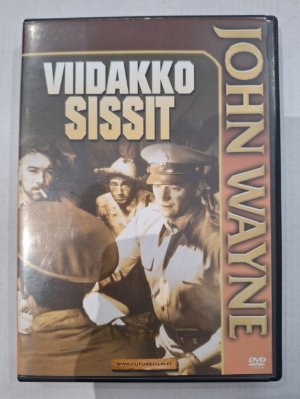 VIIDAKKO
SISSIT
JOHN WAYNE
WWW.FUTUREFILM.FI
DVD